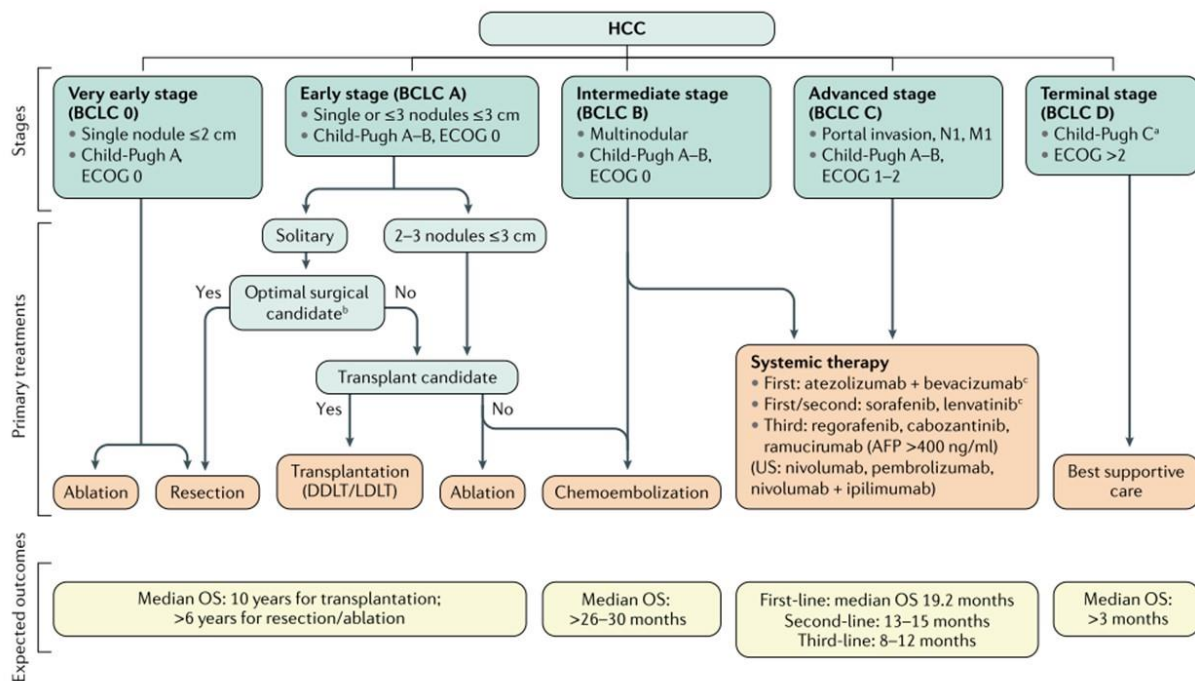 HCC
Stages
Very early stage
(BCLC 0)
• Single nodule ≤2 cm
• Child-Pugh A,
ECOG 0
Early stage (BCLC A)
• Single or ≤3 nodules ≤3 cm
• Child-Pugh A–B, ECOG 0
Intermediate stage
(BCLC B)
• Multinodular
• Child-Pugh A–B,
ECOG 0
Advanced stage
(BCLC C)
• Portal invasion, N1, M1
• Child-Pugh A–B,
ECOG 1–2
Terminal stage
(BCLC D)
• Child-Pugh Cᵃ
• ECOG >2
Primary treatments
Solitary
2–3 nodules ≤3 cm
Yes
Optimal surgical
candidateᵇ
No
Transplant candidate
Yes
No
Ablation
Resection
Transplantation
(DDLT/LDLT)
Ablation
Chemoembolization
Systemic therapy
• First: atezolizumab + bevacizumabᶜ
• First/second: sorafenib, lenvatinibᶜ
• Third: regorafenib, cabozantinib,
ramucirumab (AFP >400 ng/ml)
(US: nivolumab, pembrolizumab,
nivolumab + ipilimumab)
Best supportive
care
Expected outcomes
Median OS: 10 years for transplantation;
>6 years for resection/ablation
Median OS:
>26–30 months
First-line: median OS 19.2 months
Second-line: 13–15 months
Third-line: 8–12 months
Median OS:
>3 months